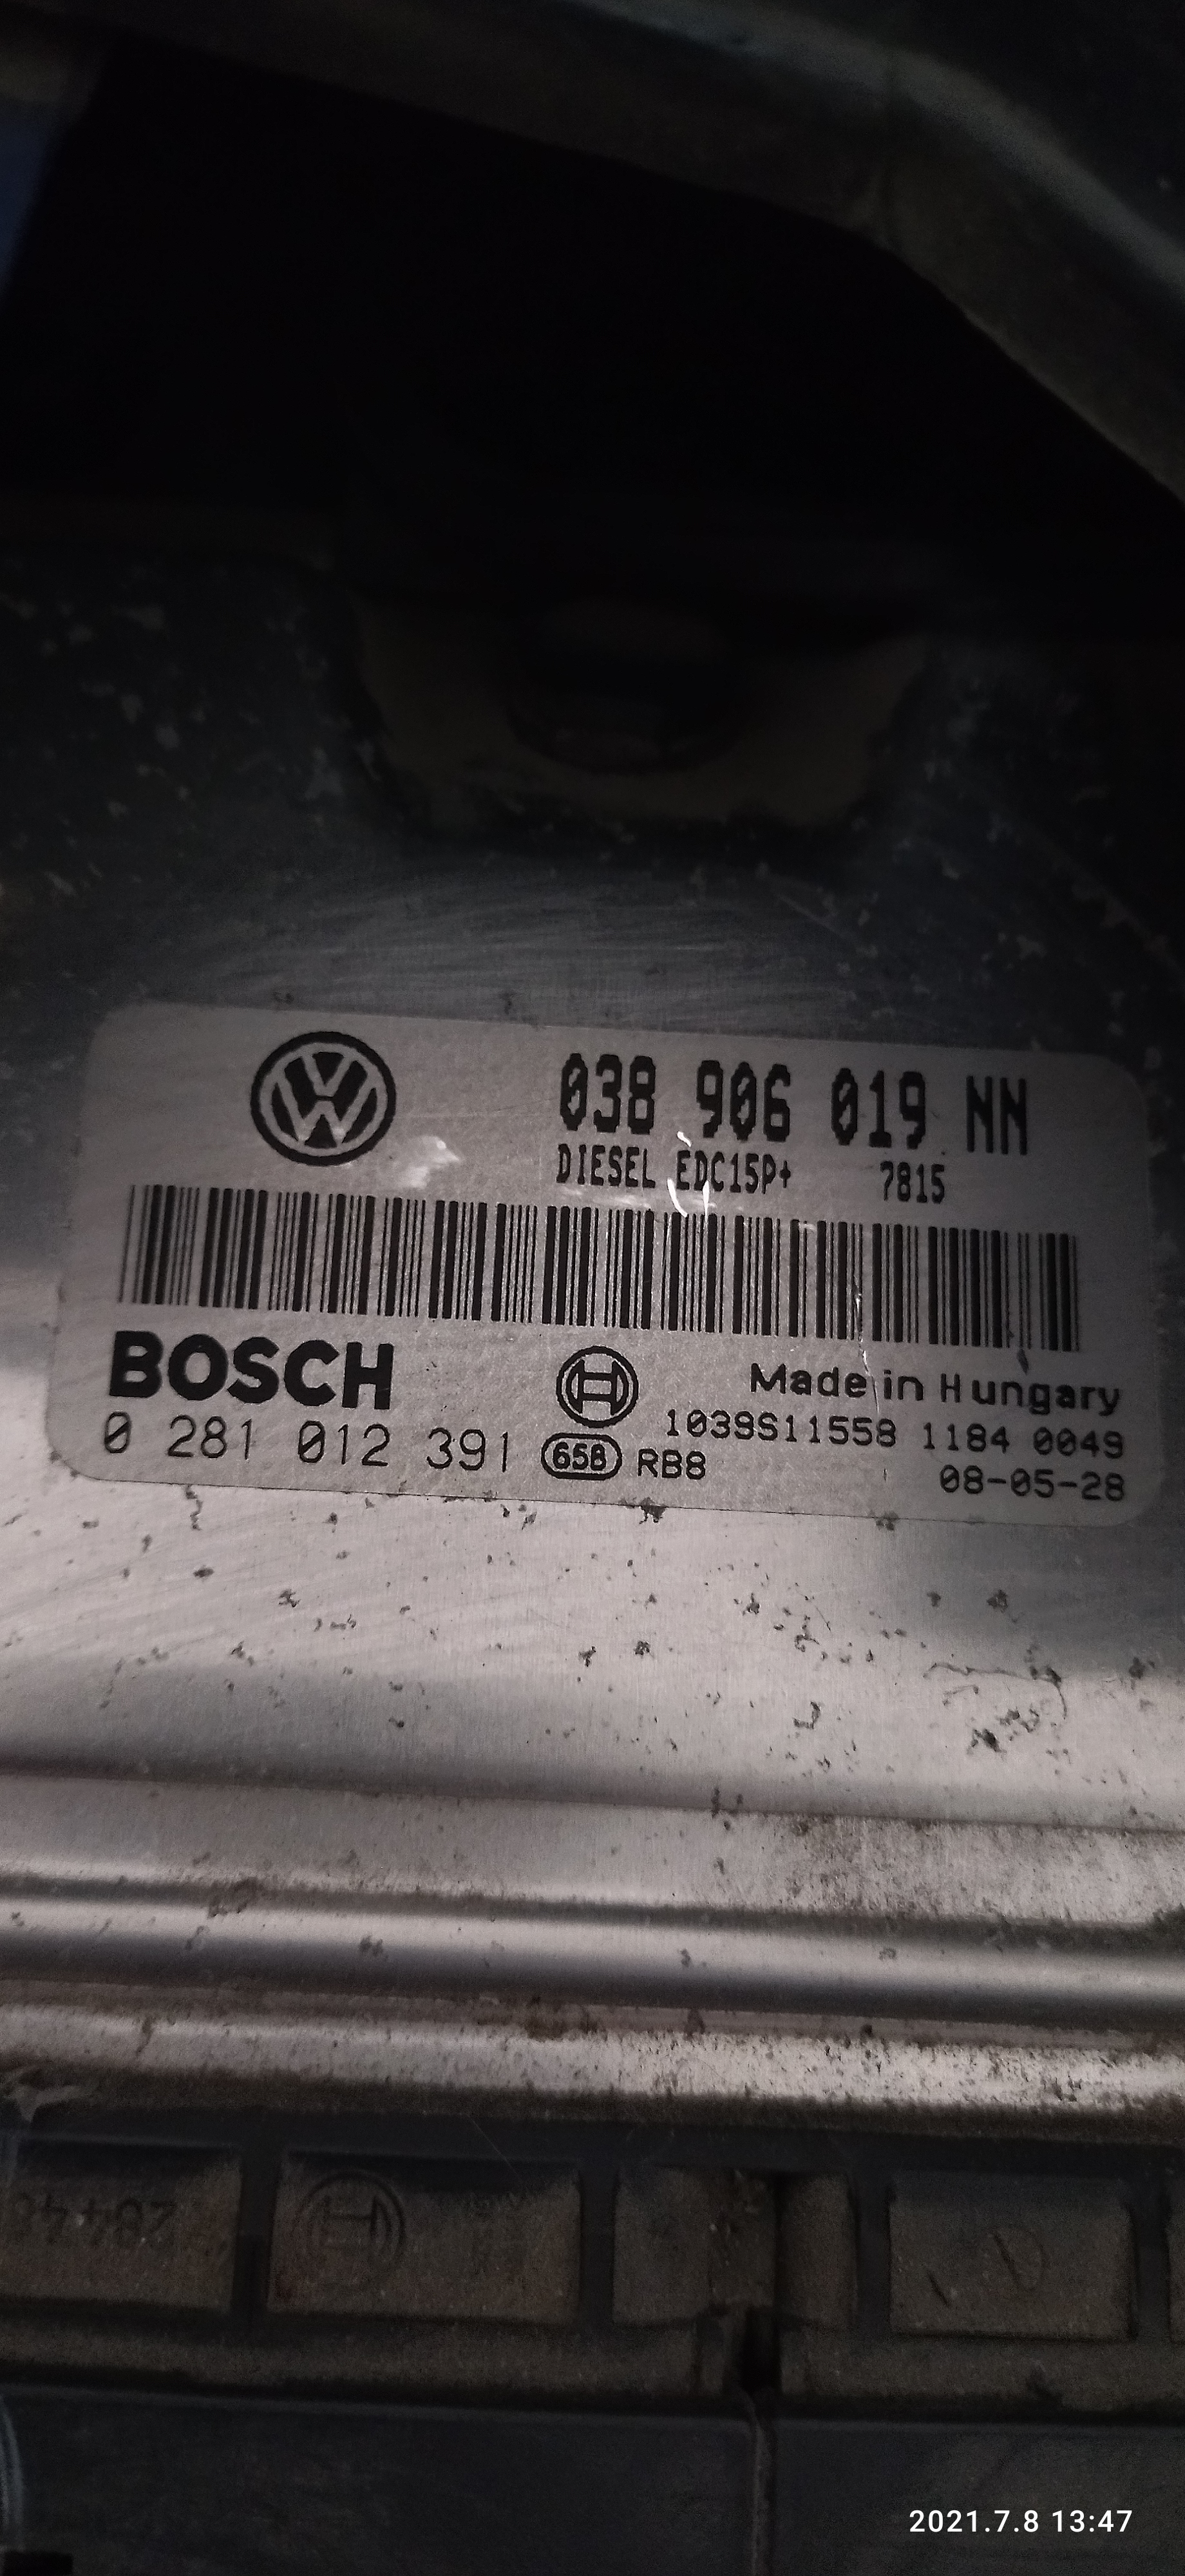 038 906 019 NN
DIESEL EDC15P+ 7815
BOSCH
Made in Hungary
0 281 012 391
658 RB8
1039S11558 1184 0049
08-05-28
2021.7.8 13:47